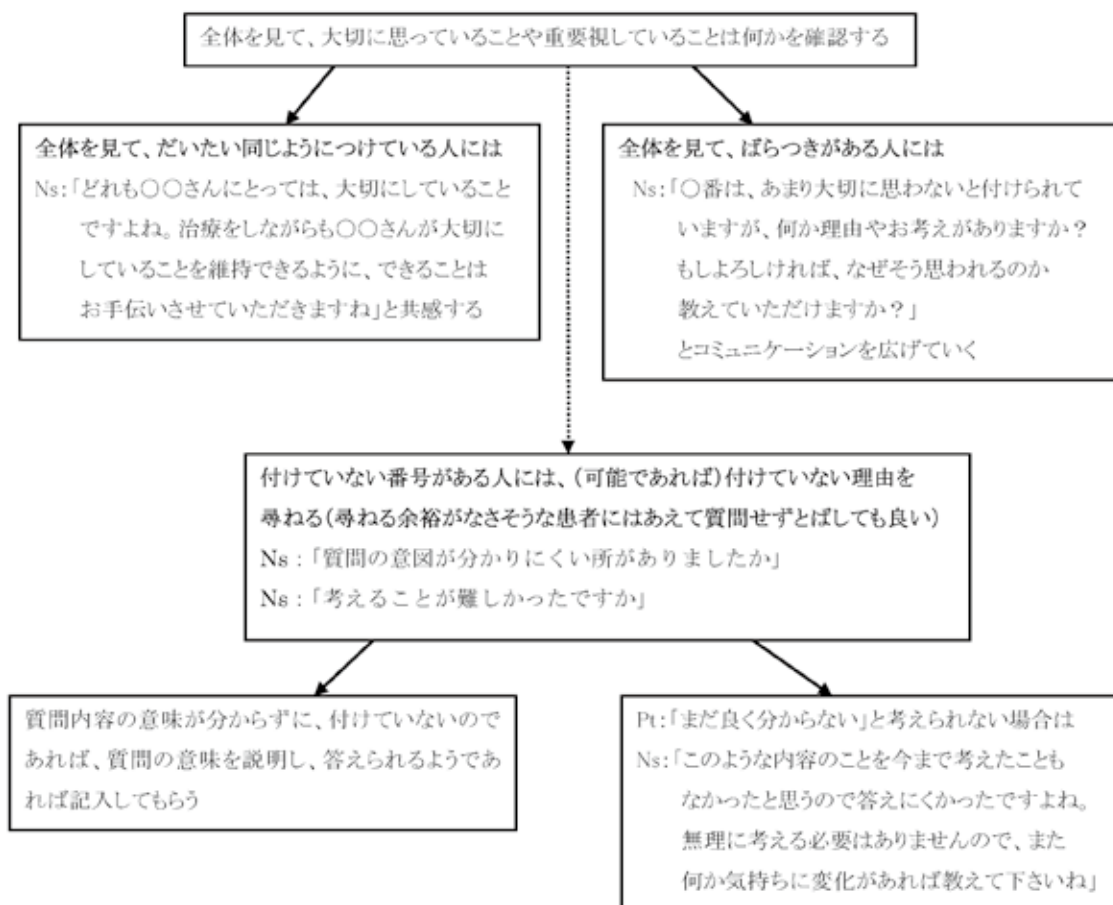 全体を見て、大切に思っていることや重要視していることは何かを確認する
全体を見て、だいたい同じようにつけている人には
Ns：「どれも〇〇さんにとっては、大切にしていること
ですよね。治療をしながらも〇〇さんが大切に
していることを維持できるように、できることは
お手伝いさせていただきますね」と共感する
全体を見て、ばらつきがある人には
Ns：「〇番は、あまり大切に思わないと付けられて
いますが、何か理由やお考えがありますか？
もしよろしければ、なぜそう思われるのか
教えていただけますか？」
とコミュニケーションを広げていく
付けていない番号がある人には、（可能であれば）付けていない理由を
尋ねる（尋ねる余裕がなさそうな患者にはあえて質問せずとばしても良い）
Ns：「質問の意図が分かりにくい所がありましたか」
Ns：「考えることが難しかったですか」
質問内容の意味が分からずに、付けていないので
あれば、質問の意味を説明し、答えられるようであ
れば記入してもらう
Pt：「まだ良く分からない」と考えられない場合は
Ns：「このような内容のことを今まで考えたことも
なかったと思うので答えにくかったですよね。
無理に考える必要はありませんので、また
何か気持ちに変化があれば教えて下さいね」